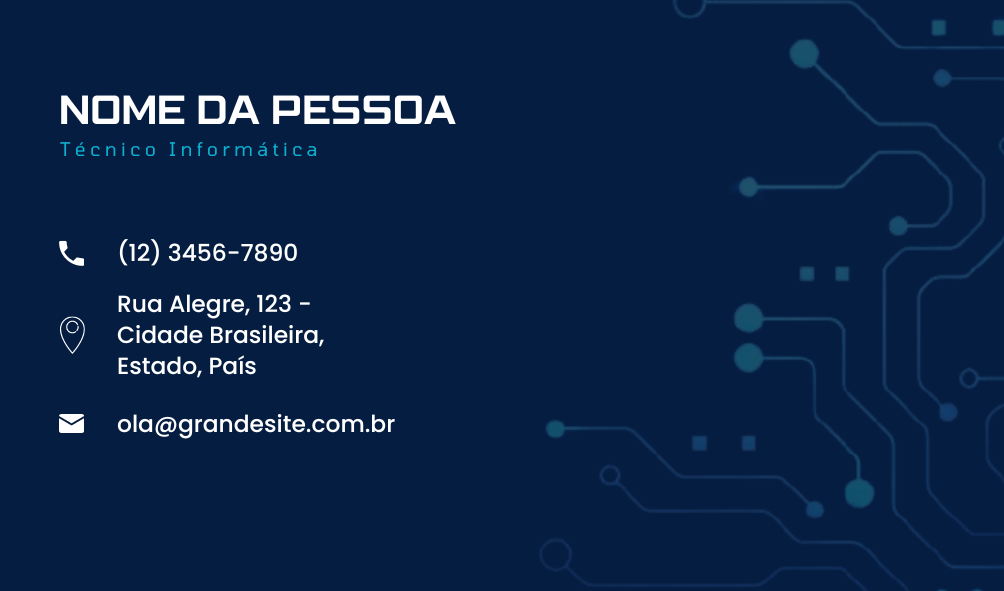 NOME DA PESSOA
Técnico Informática
(12) 3456-7890
Rua Alegre, 123 -
Cidade Brasileira,
Estado, País
ola@grandesite.com.br